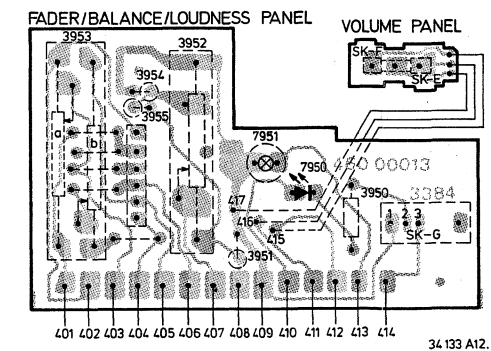 FADER/BALANCE/LOUDNESS PANEL
VOLUME PANEL
3953
3952
3954
3955
a
b
SK-F
SK-E
7951
7950
480 00013
3950
3384
417
416
415
1 2 3
SK-G
3951
401 402 403 404 405 406 407 408 409 410 411 412 413 414
34 133 A12.